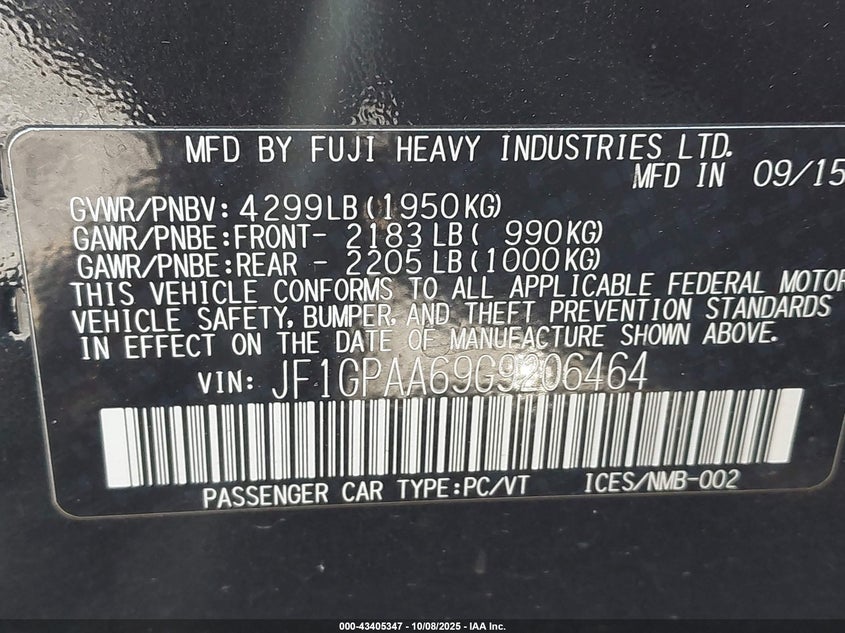 MFD BY FUJI HEAVY INDUSTRIES LTD.
MFD IN 09/15
GVWR/PNBV: 4299LB(1950KG)
GAWR/PNBE:FRONT- 2183 LB( 990KG)
GAWR/PNBE:REAR - 2205 LB(1000KG)
THIS VEHICLE CONFORMS TO ALL APPLICABLE FEDERAL MOTOR
VEHICLE SAFETY, BUMPER, AND THEFT PREVENTION STANDARDS
IN EFFECT ON THE DATE OF MANUFACTURE SHOWN ABOVE.
VIN: JF1GPAA69G9206464
PASSENGER CAR TYPE:PC/VT ICES/NMB-002
000-43405347 - 10/08/2025 - IAA Inc.